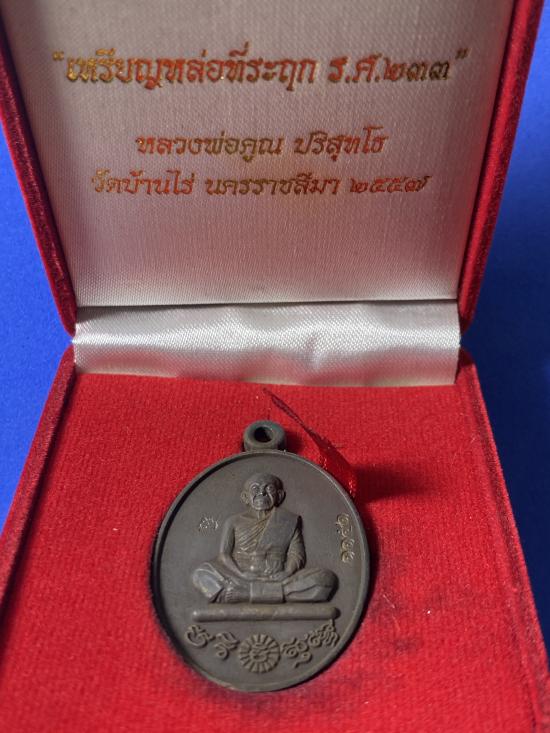 “เหรียญหล่อที่ระฤก ร.ศ.๒๓๓”
หลวงพ่อคูณ ปริสุทโธ
วัดบ้านไร่ นครราชสีมา ๒๕๕๗